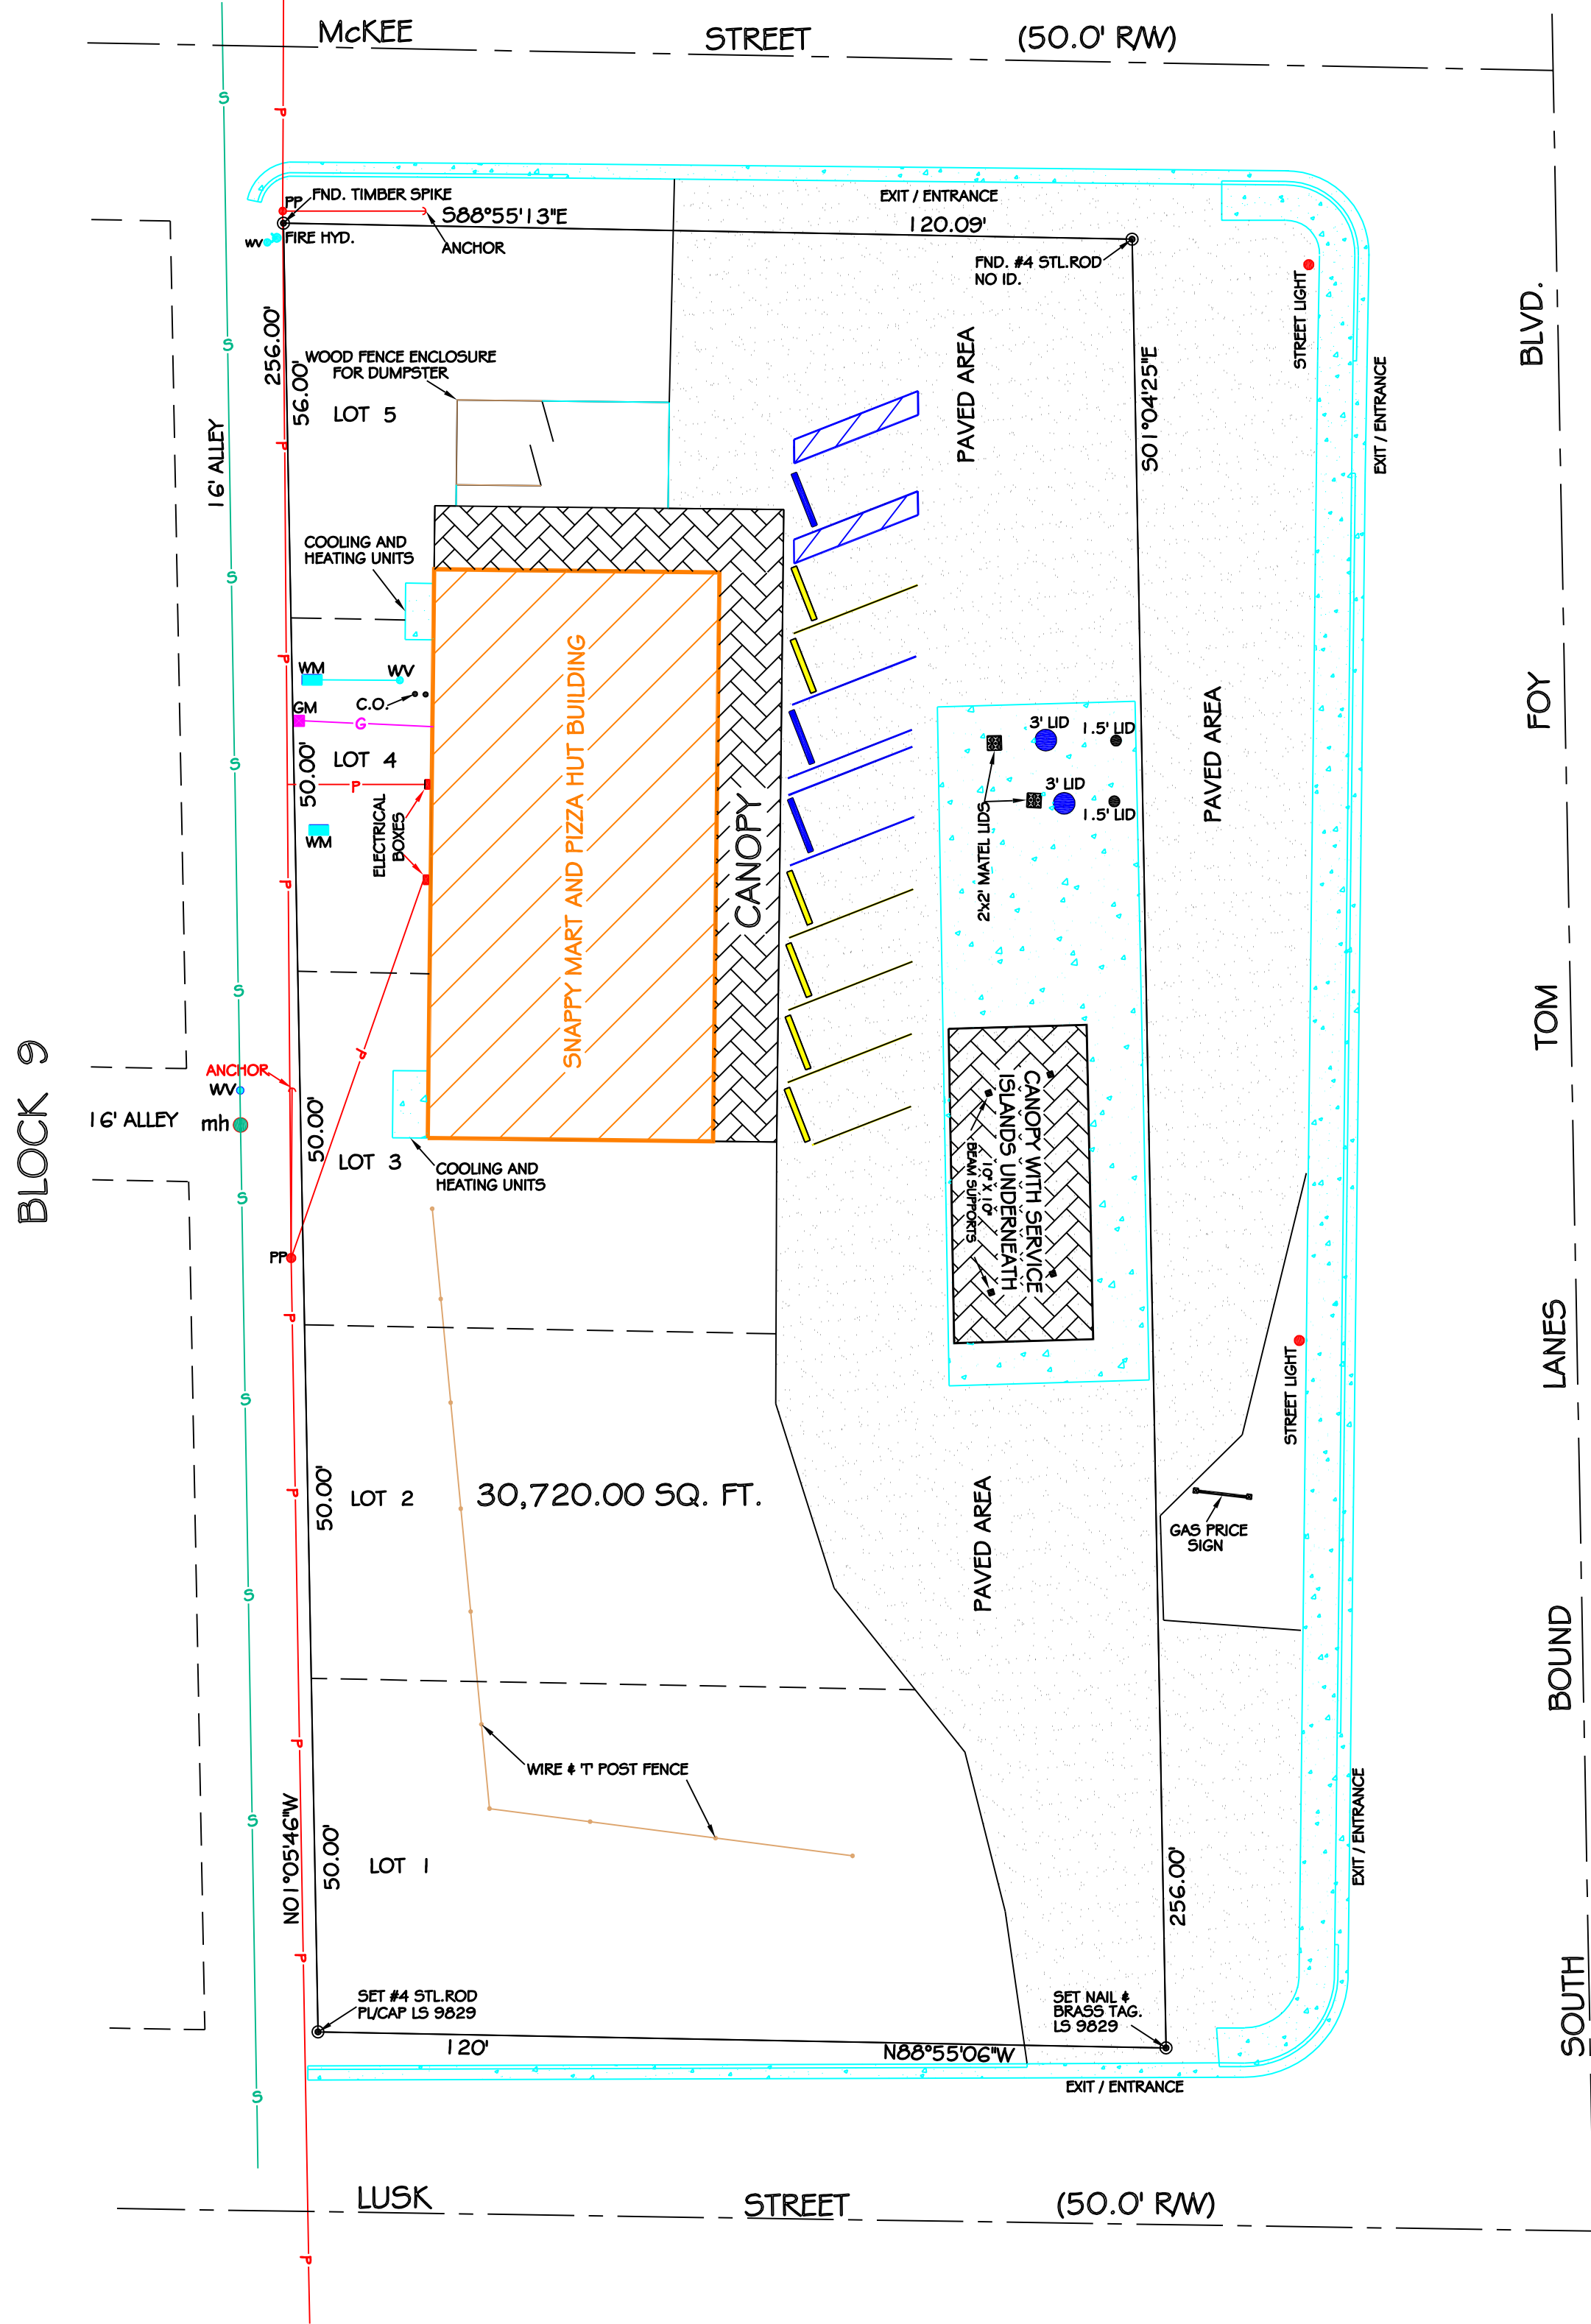 McKEE STREET (50.0' R/W)
S
P
PP
FND. TIMBER SPIKE
S88°55'13"E
EXIT / ENTRANCE
120.09'
WV
FIRE HYD.
ANCHOR
FND. #4 STL.ROD
NO ID.
STREET LIGHT
BLVD.
256.00'
56.00'
S
WOOD FENCE ENCLOSURE
FOR DUMPSTER
PAVED AREA
S01°04'25"E
EXIT / ENTRANCE
LOT 5
P
16' ALLEY
COOLING AND
HEATING UNITS
S
P
WM
WV
C.O.
GM
G
SNAPPY MART AND PIZZA HUT BUILDING
FOY
PAVED AREA
3' LID
1.5' LID
S
50.00'
LOT 4
P
3' LID
1.5' LID
2'x2' MATEL LIDS
ELECTRICAL
BOXES
WM
CANOPY
P
S
TOM
BLOCK 9
P
ANCHOR
WV
16' ALLEY
mh
50.00'
LOT 3
COOLING AND
HEATING UNITS
CANOPY WITH SERVICE
ISLANDS UNDERNEATH
10" X 10"
BEAM SUPPORTS
S
PP
P
STREET LIGHT
LANES
S
P
50.00'
LOT 2
30,720.00 SQ. FT.
PAVED AREA
GAS PRICE
SIGN
S
BOUND
P
WIRE & 'T' POST FENCE
S
N01°05'46"W
50.00'
LOT 1
256.00'
EXIT / ENTRANCE
P
SET #4 STL.ROD
PL/CAP LS 9829
SET NAIL &
BRASS TAG.
LS 9829
SOUTH
120'
N88°55'06"W
S
EXIT / ENTRANCE
LUSK STREET (50.0' R/W)
P